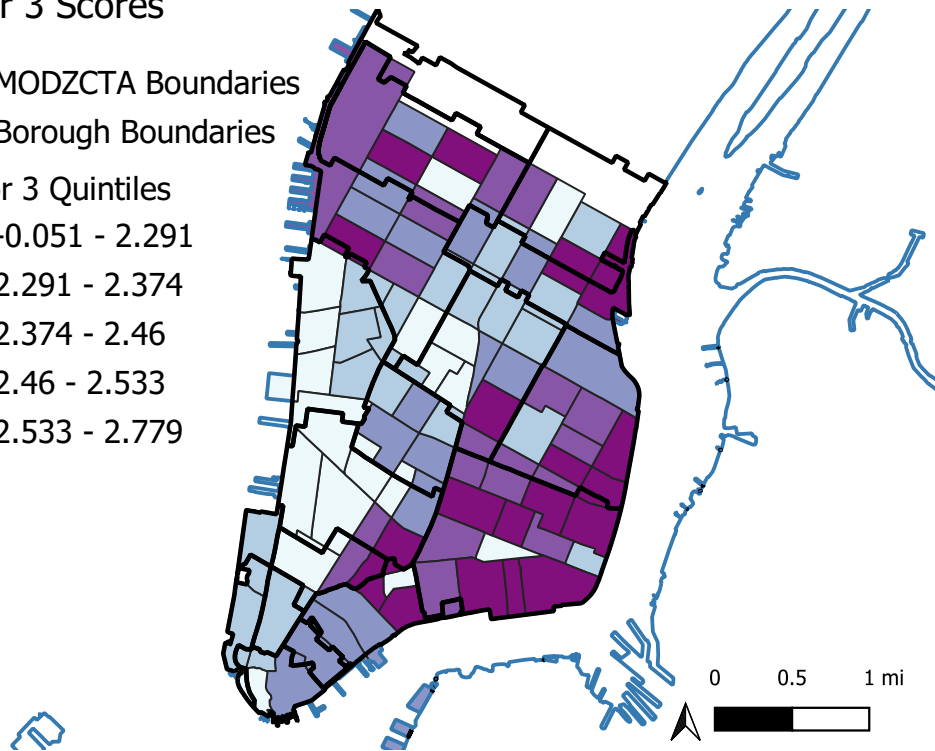 r 3 Scores
MODZCTA Boundaries
Borough Boundaries
r 3 Quintiles
-0.051 - 2.291
2.291 - 2.374
2.374 - 2.46
2.46 - 2.533
2.533 - 2.779
0 0.5 1 mi